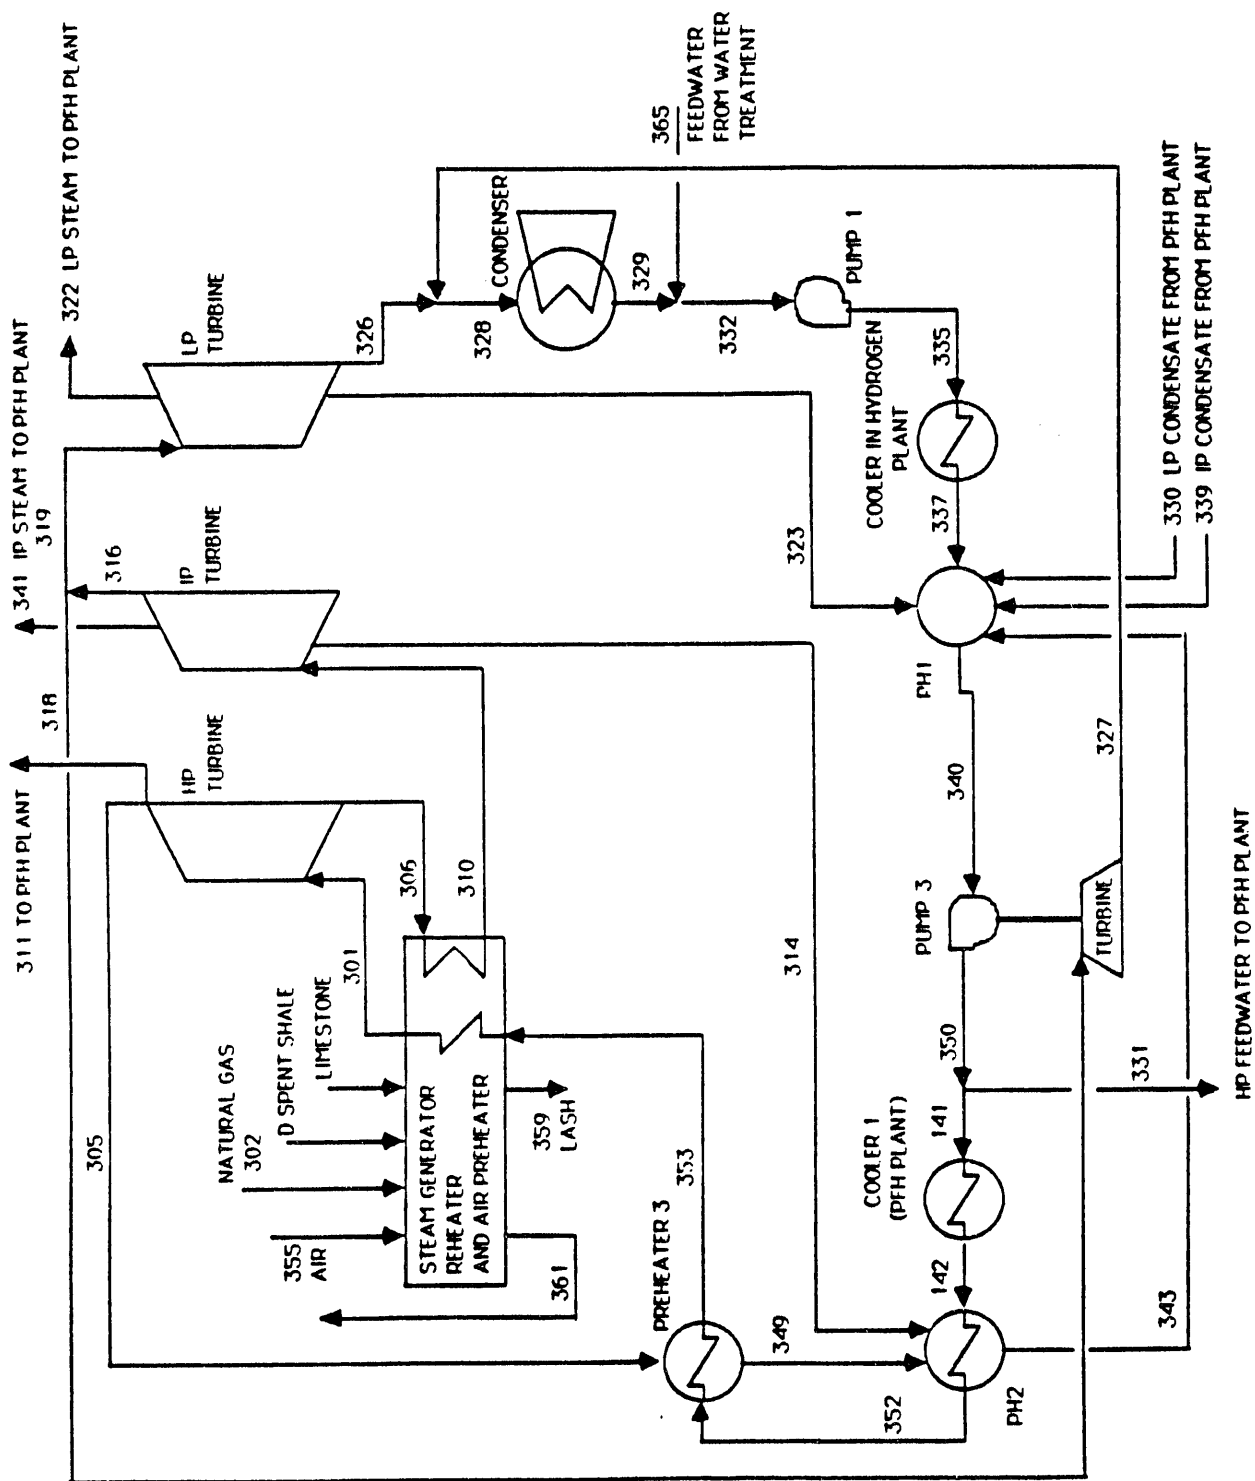 322 LP STEAM TO PFH PLANT
341 IP STEAM TO PFH PLANT
319
311 TO PFH PLANT
318
316
LP
TURBINE
IP
TURBINE
HP
TURBINE
326
328
CONDENSER
329
332
365
FEEDWATER
FROM WATER
TREATMENT
PUMP 1
335
COOLER IN HYDROGEN
PLANT
337
323
330 LP CONDENSATE FROM PFH PLANT
339 IP CONDENSATE FROM PFH PLANT
PH1
340
327
PUMP 3
TURBINE
350
331
HP FEEDWATER TO PFH PLANT
141
COOLER 1
(PFH PLANT)
142
343
PH2
352
349
PREHEATER 3
353
314
305
306
310
301
LIMESTONE
D SPENT SHALE
NATURAL GAS
302
355
AIR
STEAM GENERATOR
REHEATER
AND AIR PREHEATER
359
LASH
361